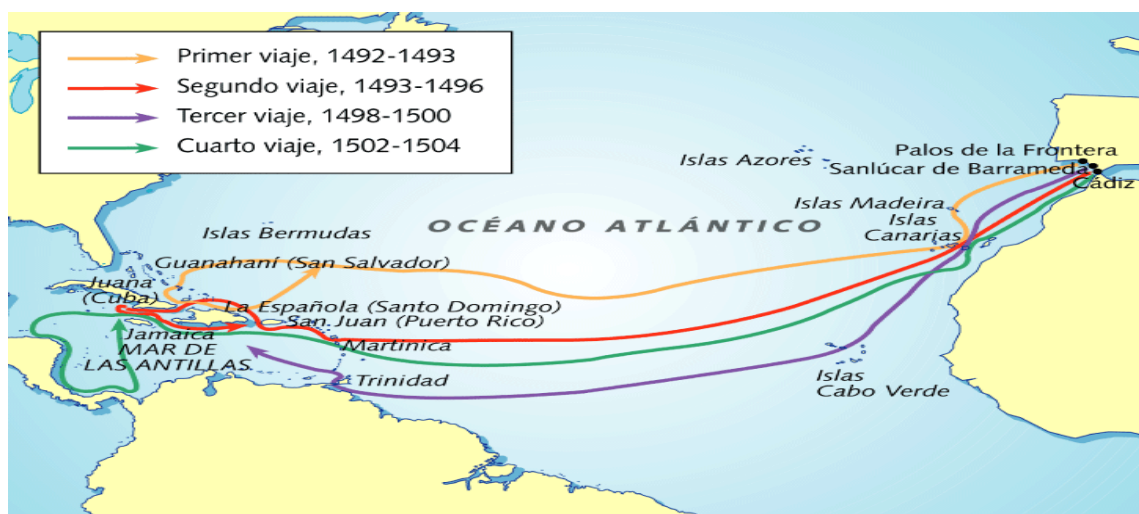 Primer viaje, 1492-1493
Segundo viaje, 1493-1496
Tercer viaje, 1498-1500
Cuarto viaje, 1502-1504
Palos de la Frontera
Islas Azores
Sanlúcar de Barrameda
Cádiz
Islas Madeira
OCÉANO ATLÁNTICO
Islas
Canarias
Islas Bermudas
Guanahaní (San Salvador)
Juana
(Cuba)
La Española (Santo Domingo)
San Juan (Puerto Rico)
Jamaica
Martinica
MAR DE
LAS ANTILLAS
Trinidad
Islas
Cabo Verde